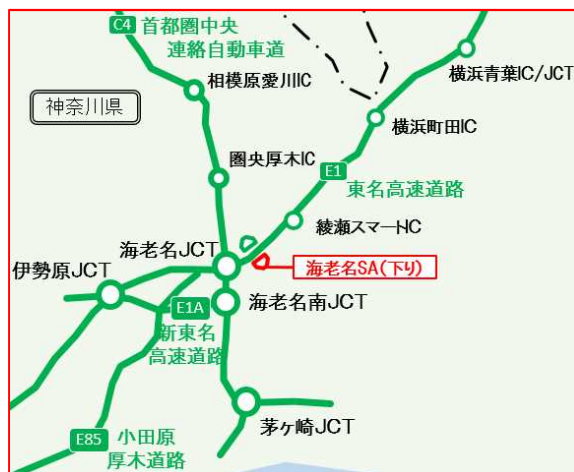 C4 首都圏中央
連絡自動車道
横浜青葉IC/JCT
相模原愛川IC
神奈川県
横浜町田IC
圏央厚木IC
E1
東名高速道路
綾瀬スマートIC
海老名JCT
海老名SA(下り)
伊勢原JCT
E1A
海老名南JCT
新東名
高速道路
茅ヶ崎JCT
E85 小田原
厚木道路